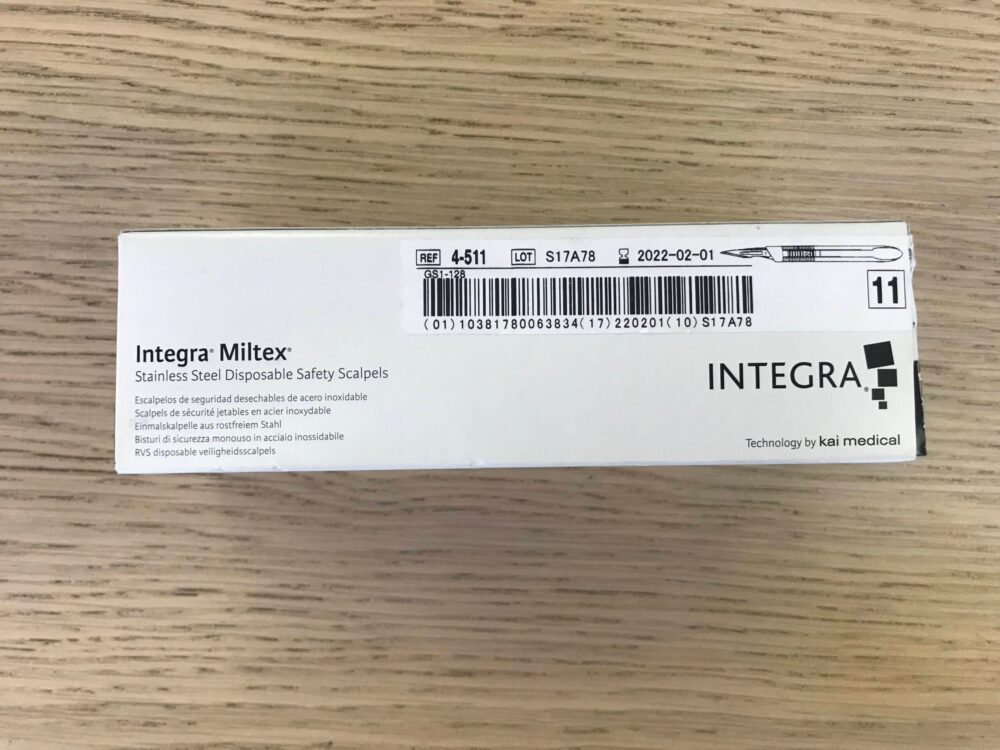 REF 4-511 LOT S17A78 2022-02-01
GS1-128
(01)10381780063834(17)220201(10)S17A78
11
Integra® Miltex®
Stainless Steel Disposable Safety Scalpels
Escalpelos de seguridad desechables de acero inoxidable
Scalpels de sécurité jetables en acier inoxydable
Einmalskalpelle aus rostfreiem Stahl
Bisturi di sicurezza monouso in acciaio inossidabile
RVS disposable veiligheidsscalpels
INTEGRA®
Technology by kai medical